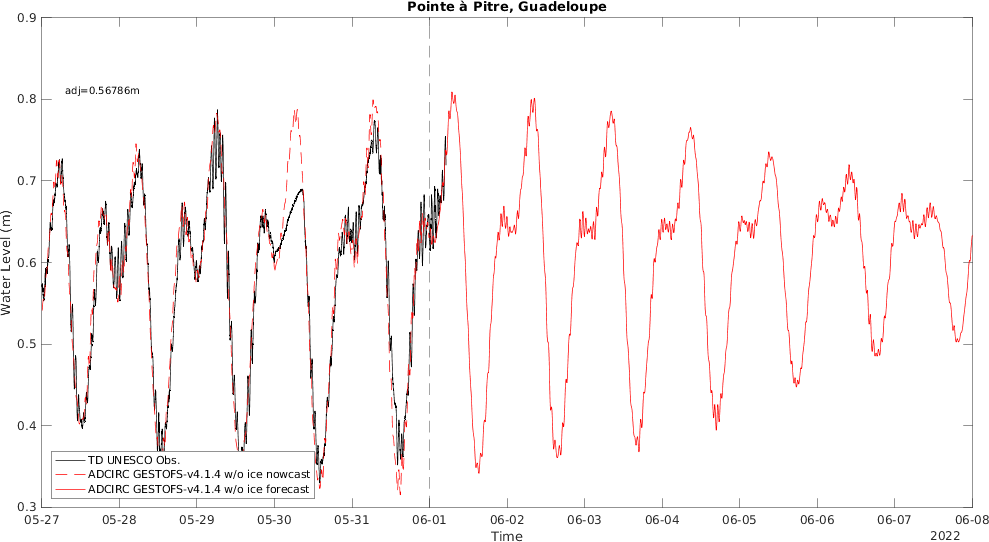 Pointe à Pitre, Guadeloupe
0.9
0.8
0.7
0.6
0.5
0.4
0.3
Water Level (m)
adj=0.56786m
TD UNESCO Obs.
ADCIRC GESTOFS-v4.1.4 w/o ice nowcast
ADCIRC GESTOFS-v4.1.4 w/o ice forecast
05-27 05-28 05-29 05-30 05-31 06-01 06-02 06-03 06-04 06-05 06-06 06-07 06-08
Time
2022